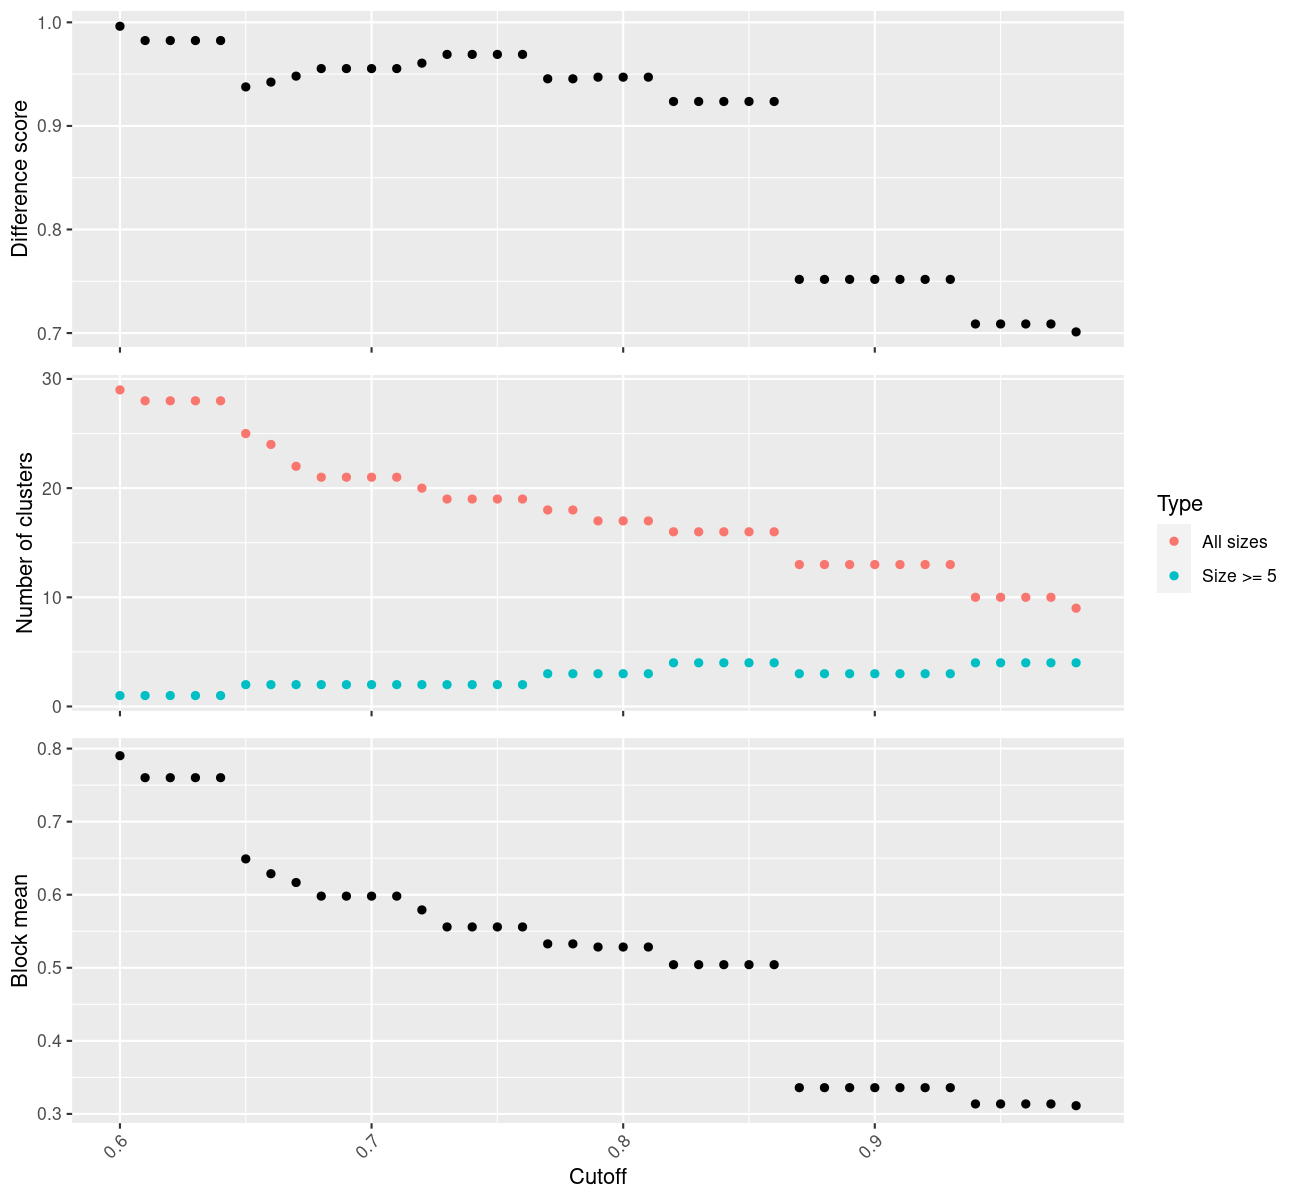 Difference score
1.0
0.9
0.8
0.7
Number of clusters
30
20
10
0
Type
All sizes
Size >= 5
Block mean
0.8
0.7
0.6
0.5
0.4
0.3
0.6
0.7
0.8
0.9
Cutoff